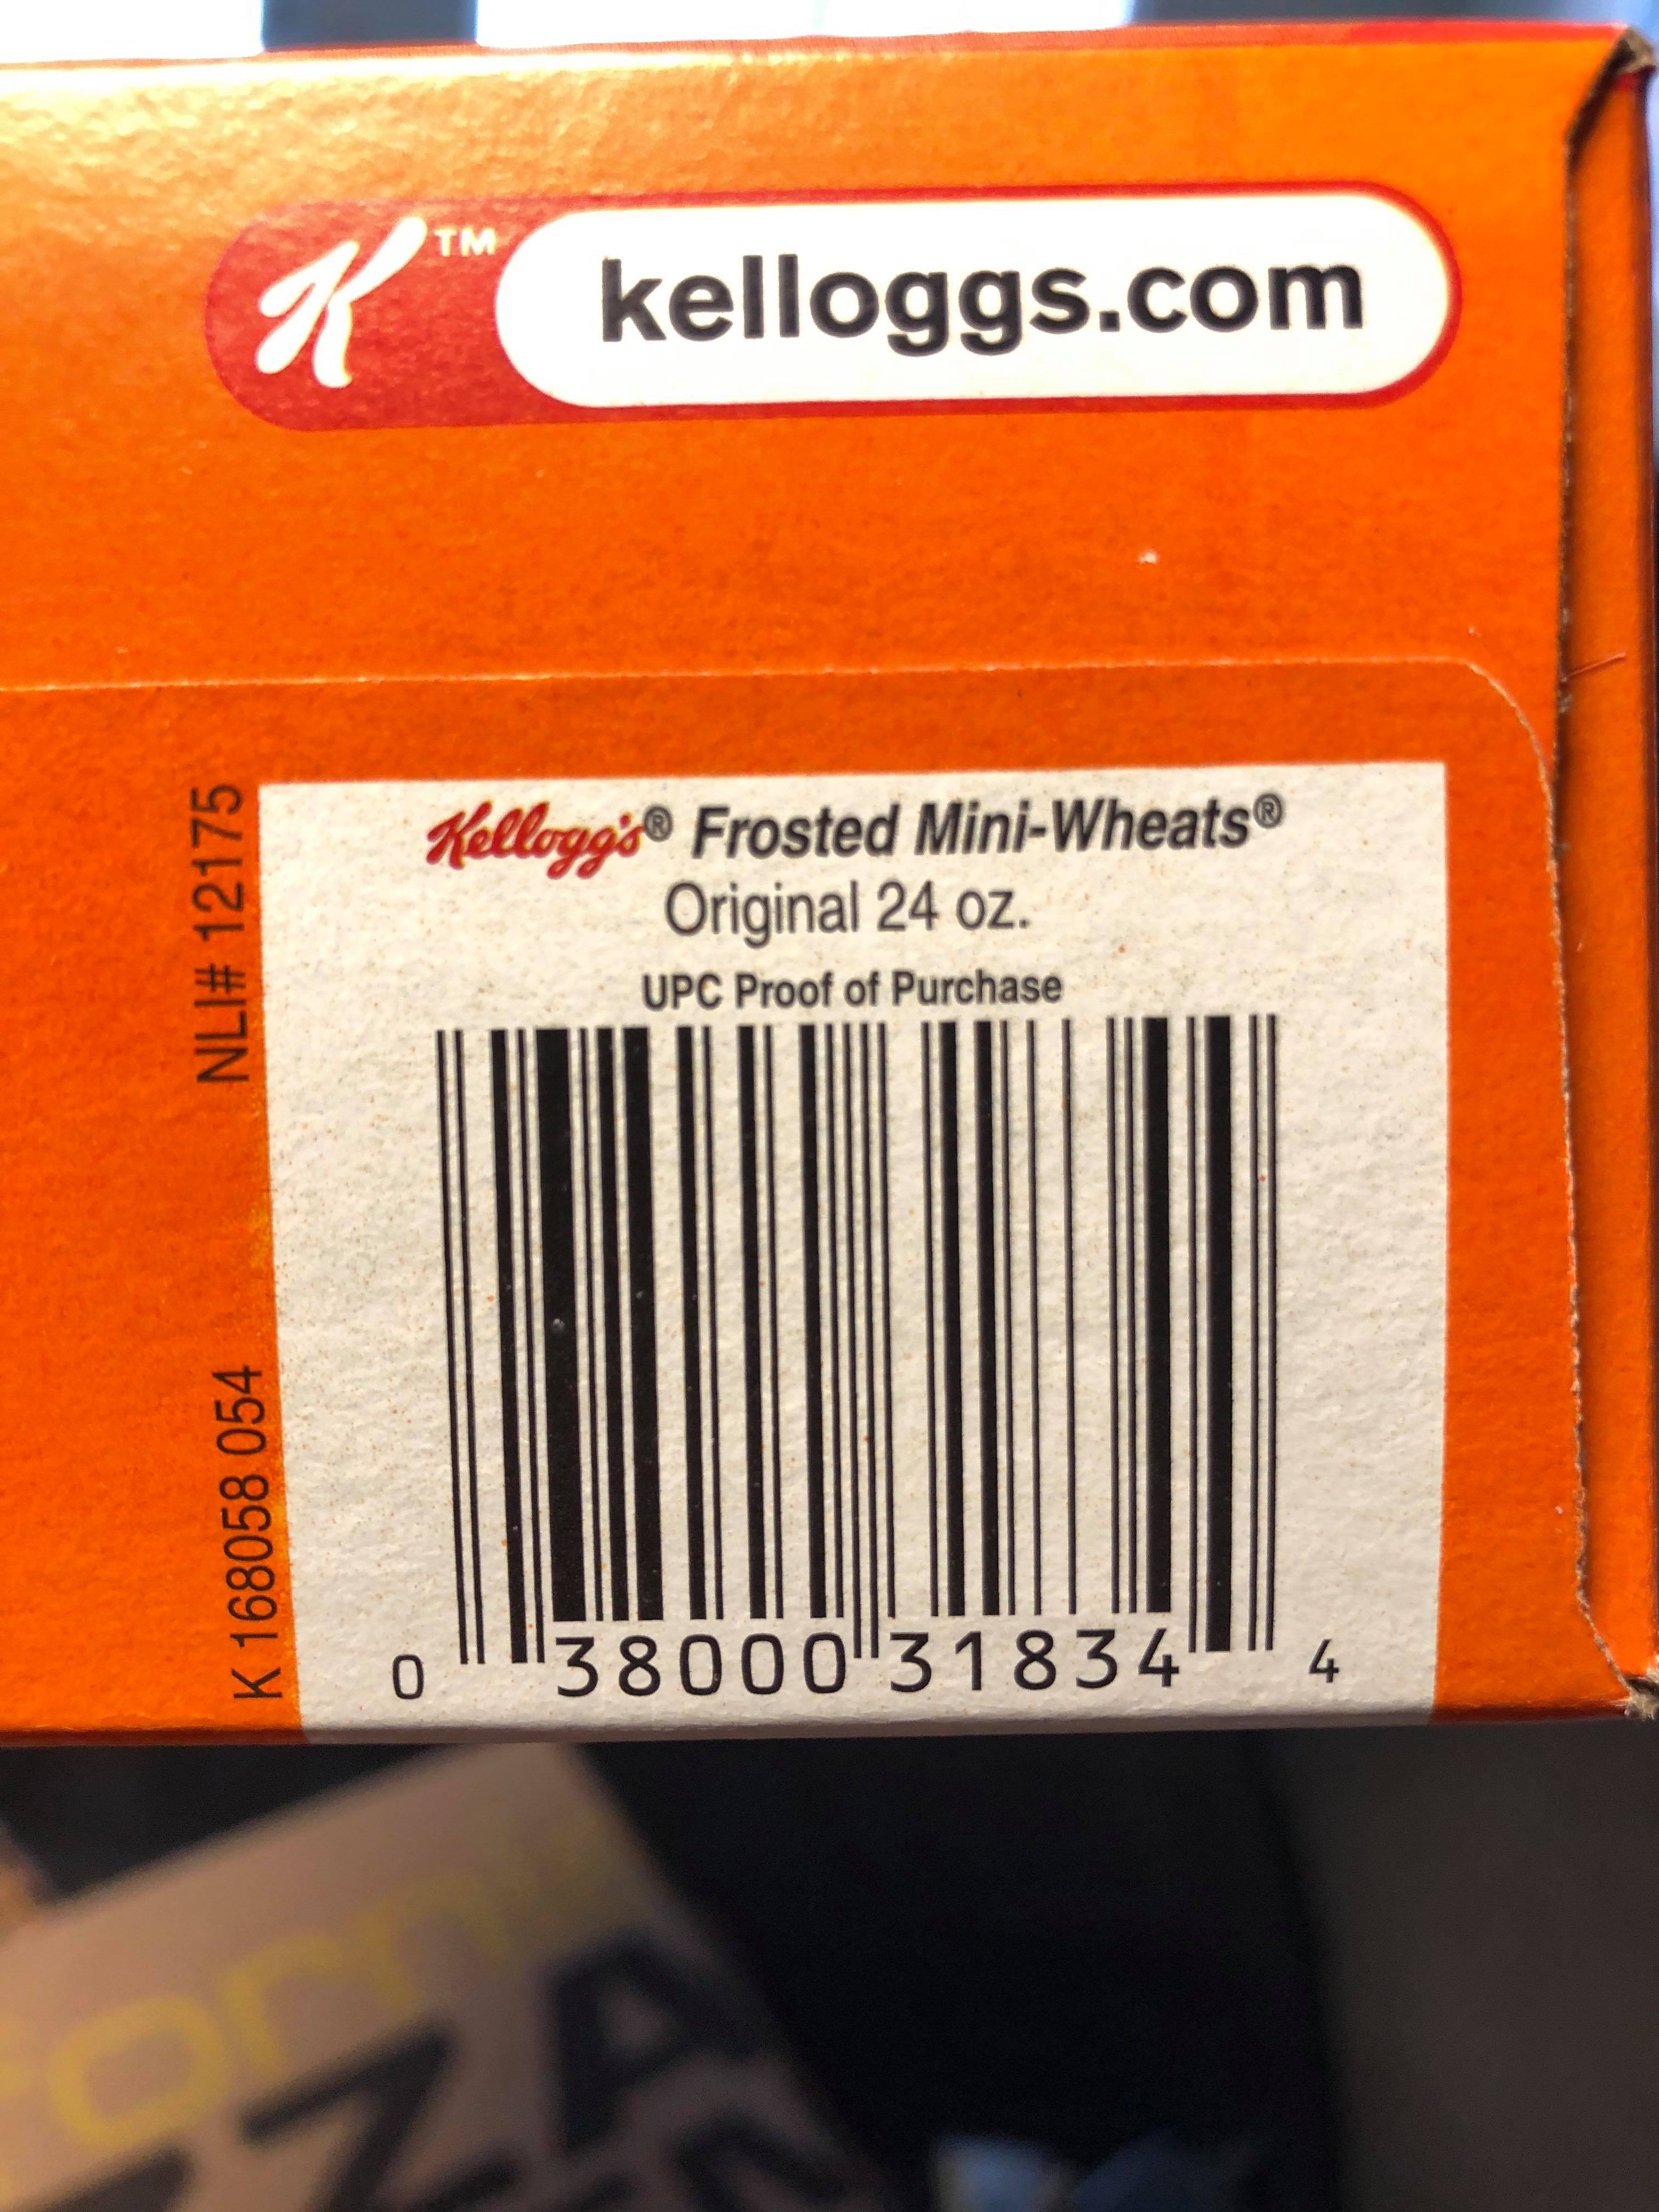 K™ kelloggs.com
Kellogg's® Frosted Mini-Wheats®
Original 24 oz.
UPC Proof of Purchase
0 38000 31834 4
NLI# 12175
K 168058 054